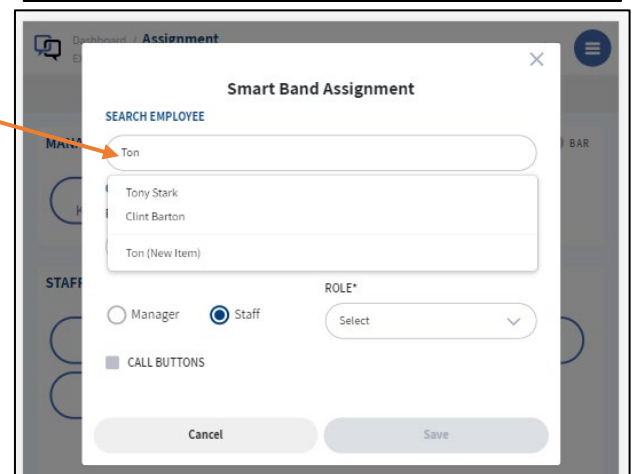 Dashboard / Assignment
Smart Band Assignment
SEARCH EMPLOYEE
BAR
Ton
Tony Stark
Clint Barton
Ton (New Item)
STAFF
ROLE*
Manager
Staff
Select
CALL BUTTONS
Cancel
Save